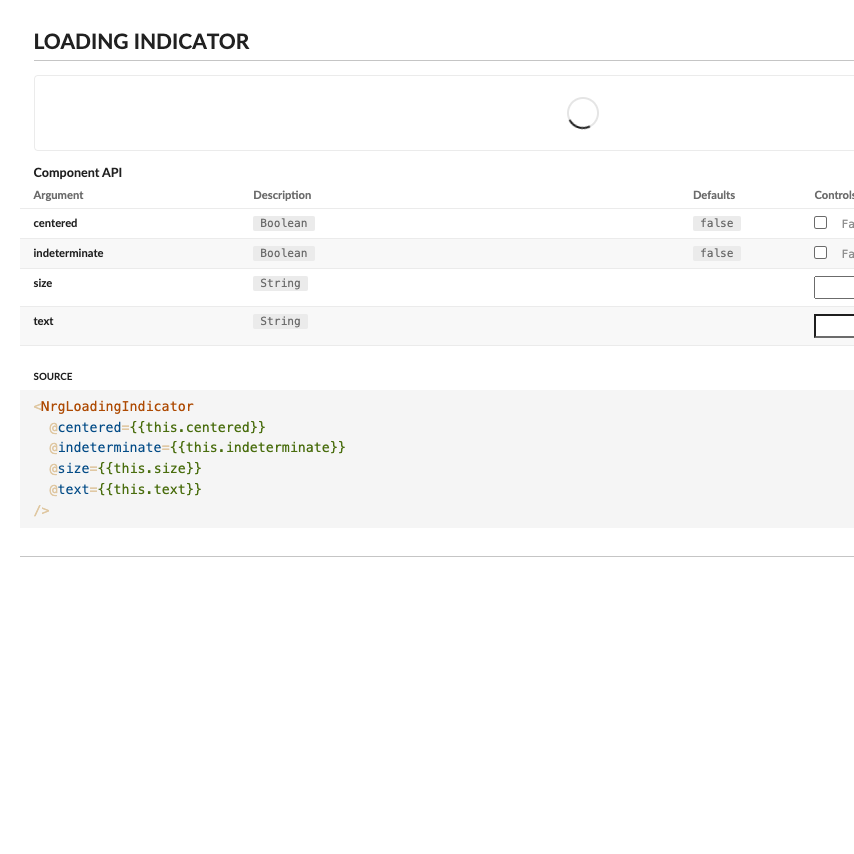 LOADING INDICATOR
Component API
Argument Description Defaults Controls
centered Boolean false Fa
indeterminate Boolean false Fa
size String
text String
SOURCE
<NrgLoadingIndicator
@centered={{this.centered}}
@indeterminate={{this.indeterminate}}
@size={{this.size}}
@text={{this.text}}
/>